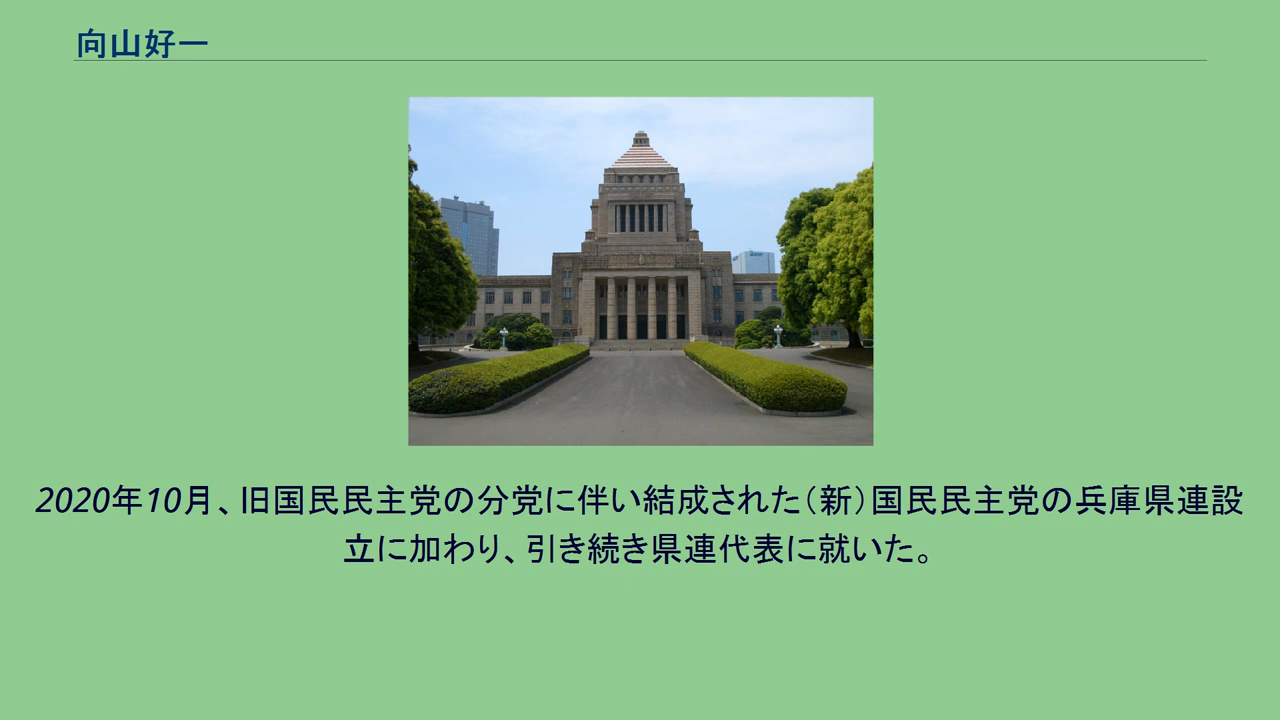 向山好一
2020年10月、旧国民民主党の分党に伴い結成された（新）国民民主党の兵庫県連設
立に加わり、引き続き県連代表に就いた。